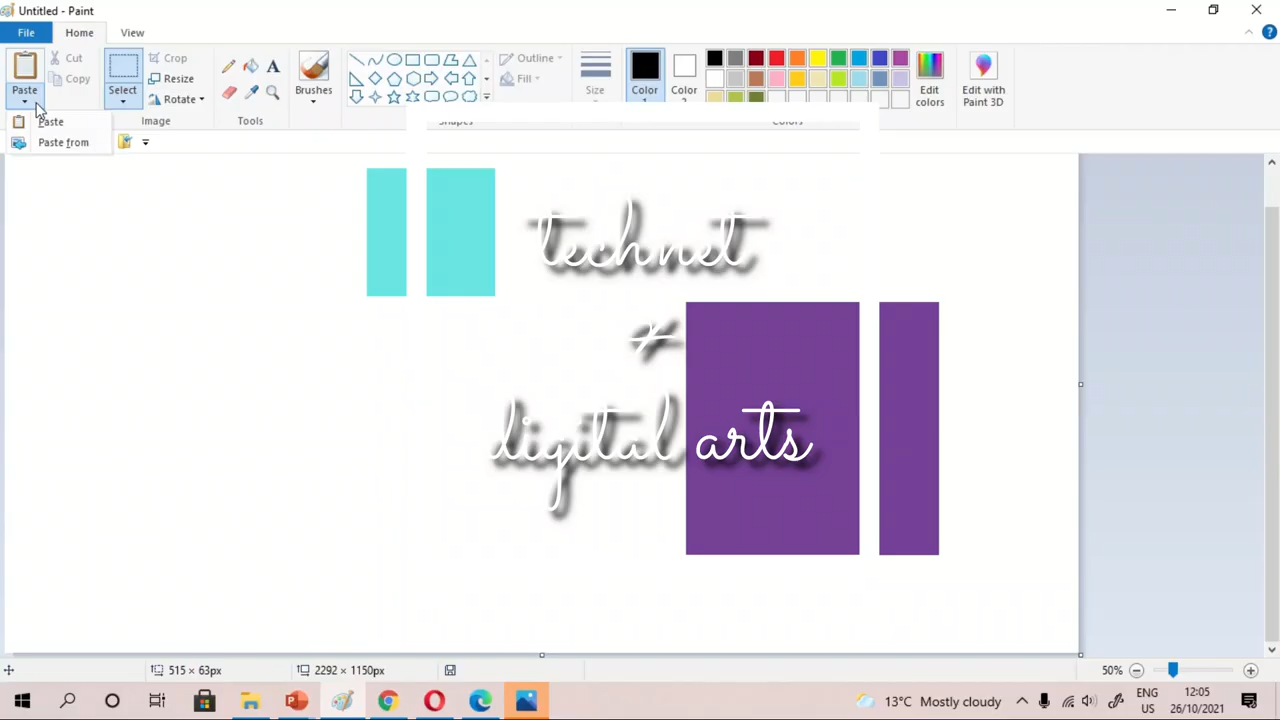 Untitled - Paint
File Home View
Paste
Cut
Copy
Select
Crop
Resize
Rotate
A
Brushes
Outline
Fill
Size
Color
1
Color
2
Edit
colors
Edit with
Paint 3D
Image
Tools
Shapes
Colors
Paste
Paste from
technet
&
digital arts
515 × 63px
2292 × 1150px
50%
13°C Mostly cloudy
ENG
US
12:05
26/10/2021